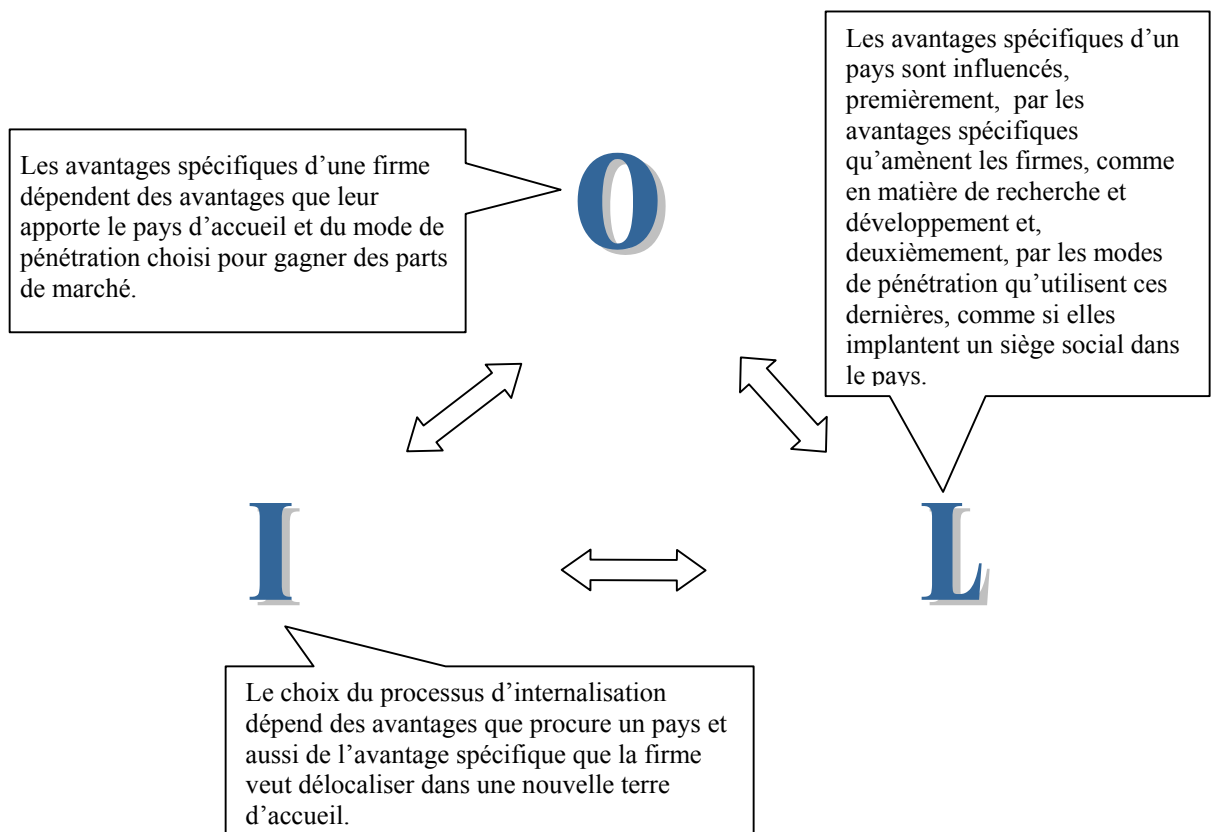 Les avantages spécifiques d’un
pays sont influencés,
premièrement, par les
avantages spécifiques
qu’amènent les firmes, comme
en matière de recherche et
développement et,
deuxièmement, par les modes
de pénétration qu’utilisent ces
dernières, comme si elles
implantent un siège social dans
le pays.
Les avantages spécifiques d’une firme
dépendent des avantages que leur
apporte le pays d’accueil et du mode de
pénétration choisi pour gagner des parts
de marché.
O
I
L
Le choix du processus d’internalisation
dépend des avantages que procure un pays et
aussi de l’avantage spécifique que la firme
veut délocaliser dans une nouvelle terre
d’accueil.